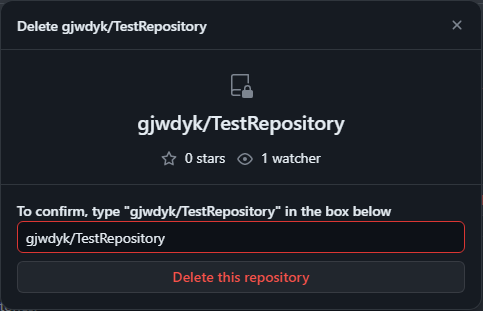 Delete gjwdyk/TestRepository
gjwdyk/TestRepository
0 stars 1 watcher
To confirm, type "gjwdyk/TestRepository" in the box below
gjwdyk/TestRepository
Delete this repository